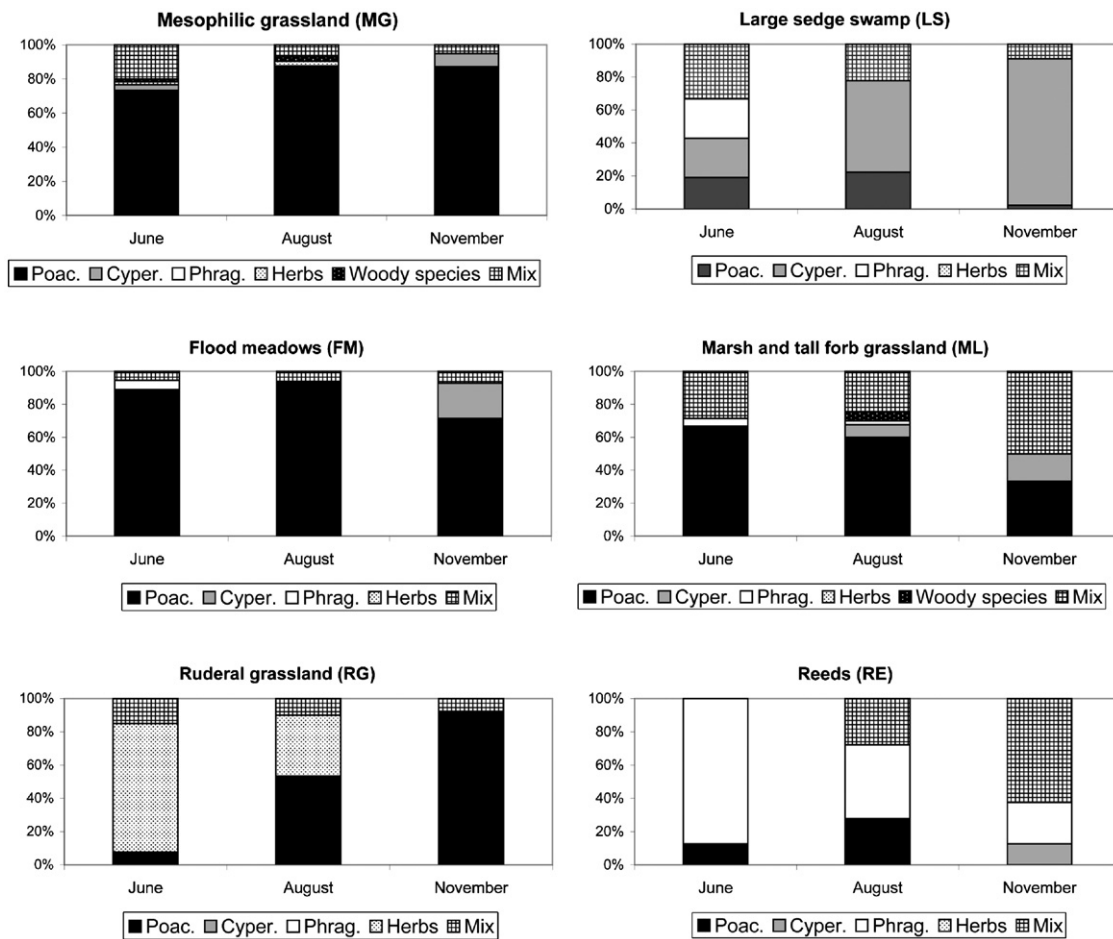 Mesophilic grassland (MG)
100%
80%
60%
40%
20%
0%
June August November
Poac. Cyper. Phrag. Herbs Woody species Mix
Large sedge swamp (LS)
100%
80%
60%
40%
20%
0%
June August November
Poac. Cyper. Phrag. Herbs Mix
Flood meadows (FM)
100%
80%
60%
40%
20%
0%
June August November
Poac. Cyper. Phrag. Herbs Mix
Marsh and tall forb grassland (ML)
100%
80%
60%
40%
20%
0%
June August November
Poac. Cyper. Phrag. Herbs Woody species Mix
Ruderal grassland (RG)
100%
80%
60%
40%
20%
0%
June August November
Poac. Cyper. Phrag. Herbs Mix
Reeds (RE)
100%
80%
60%
40%
20%
0%
June August November
Poac. Cyper. Phrag. Herbs Mix